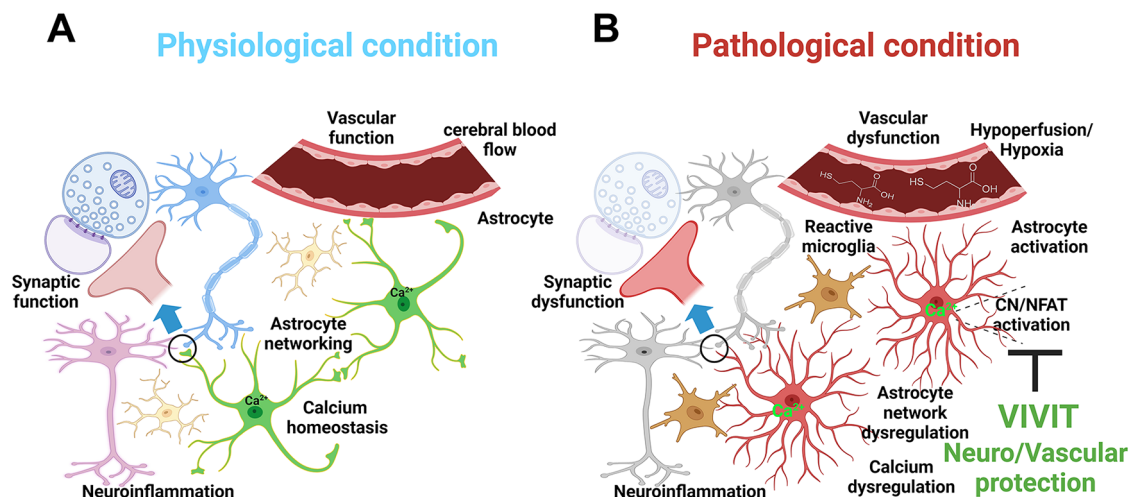 A
Physiological condition
Vascular
function
cerebral blood
flow
Astrocyte
Synaptic
function
Ca²⁺
Astrocyte
networking
Ca²⁺
Calcium
homeostasis
Neuroinflammation
B
Pathological condition
Vascular
dysfunction
Hypoperfusion/
Hypoxia
HS
O
OH
NH₂
HS
O
OH
NH
Reactive
microglia
Astrocyte
activation
Synaptic
dysfunction
Ca²⁺
CN/NFAT
activation
Ca²⁺
Astrocyte
network
dysregulation
VIVIT
Neuro/Vascular
protection
Calcium
dysregulation
Neuroinflammation